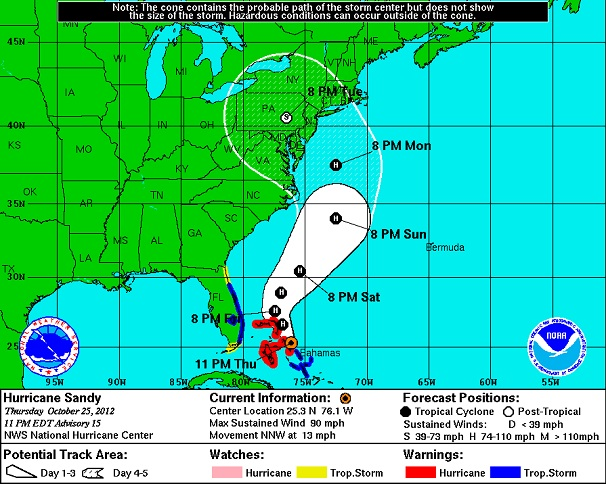 Note: The cone contains the probable path of the storm center but does not show
the size of the storm. Hazardous conditions can occur outside of the cone.
45N
40N
35N
30N
25N
MN
WI
MI
ME
VT
NH
NY
IA
PA
IL
IN
OH
KS
MO
WV
VA
MD
KY
OK
AR
TN
NC
SC
MS
AL
GA
TX
LA
FL
8 PM Tue
S
8 PM Mon
H
8 PM Sun
H
Bermuda
8 PM Sat
H
H
8 PM Fri
H
H
11 PM Thu
Bahamas
NOAA
95W 90W 85W 80W 75W 70W 65W 60W 55W
Hurricane Sandy
Thursday October 25, 2012
11 PM EDT Advisory 15
NWS National Hurricane Center
Current Information:
Center Location 25.3 N 76.1 W
Max Sustained Wind 90 mph
Movement NNW at 13 mph
Forecast Positions:
Tropical Cyclone Post-Tropical
Sustained Winds: D < 39 mph
S 39-73 mph H 74-110 mph M > 110mph
Potential Track Area:
Day 1-3 Day 4-5
Watches:
Hurricane Trop.Storm
Warnings:
Hurricane Trop.Storm